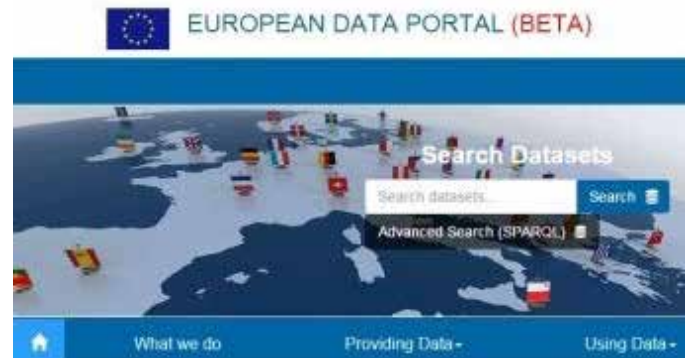 EUROPEAN DATA PORTAL (BETA)
Search Datasets
Search datasets...
Search
Advanced Search (SPARQL)
What we do
Providing Data
Using Data